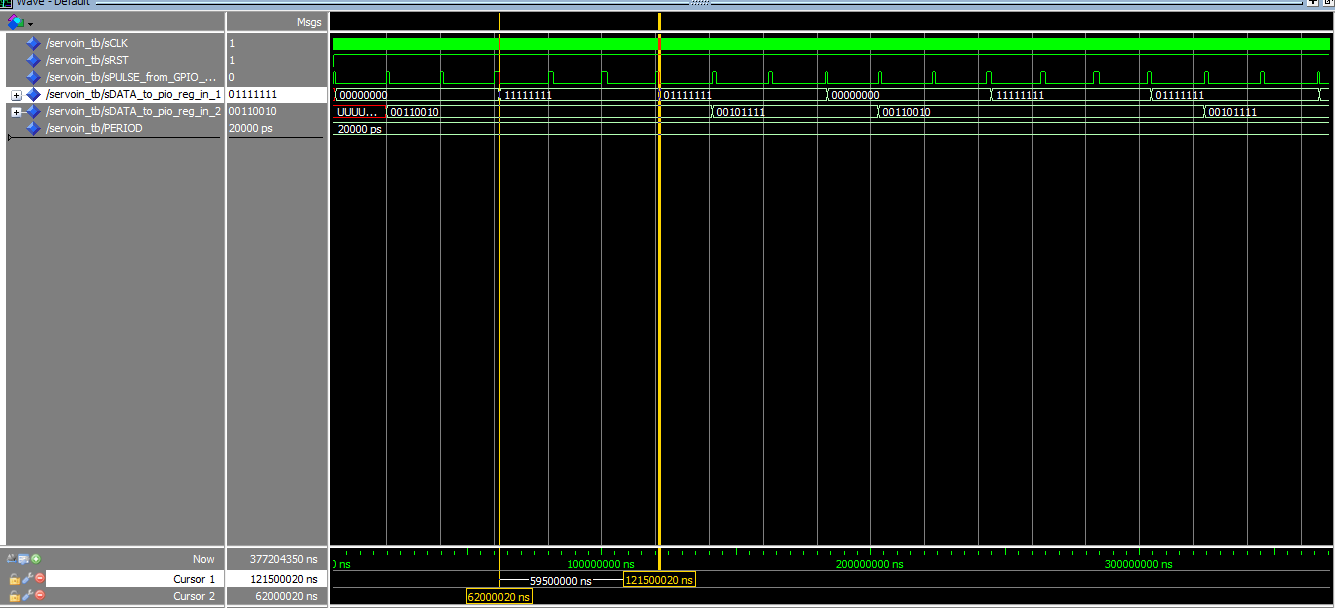 Wave - Default
Msgs
/servoin_tb/sCLK 1
/servoin_tb/sRST 1
/servoin_tb/sPULSE_from_GPIO_... 0
/servoin_tb/sDATA_to_pio_reg_in_1 01111111 00000000 11111111 01111111 00000000 11111111 01111111
/servoin_tb/sDATA_to_pio_reg_in_2 00110010 UUUU... 00110010 00101111 00110010 00101111
/servoin_tb/PERIOD 20000 ps 20000 ps
Now 377204350 ns 0 ns 100000000 ns 200000000 ns 300000000 ns
Cursor 1 121500020 ns 59500000 ns 121500020 ns
Cursor 2 62000020 ns 62000020 ns